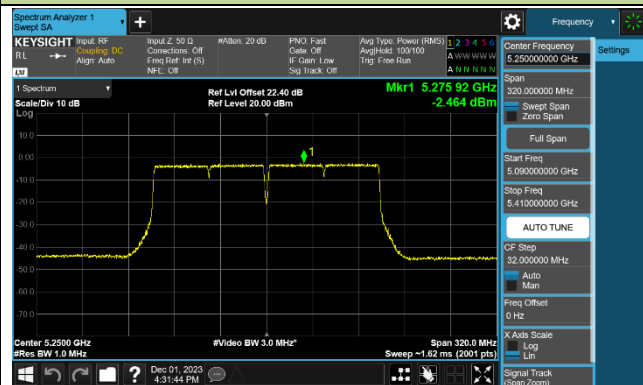 Spectrum Analyzer 1
Swept SA
Frequency
KEYSIGHT
RL
LXI
Input: RF
Coupling: DC
Align: Auto
Input Z: 50 Ω
Corrections: Off
Freq Ref: Int (S)
NFE: Off
#Atten: 20 dB
PNO: Fast
Gate: Off
IF Gain: Low
Sig Track: Off
Avg Type: Power (RMS)
Avg|Hold: 100/100
Trig: Free Run
1 2 3 4 5 6
A W W W W W
A N N N N N
1 Spectrum
Scale/Div 10 dB
Log
Ref Lvl Offset 22.40 dB
Ref Level 20.00 dBm
Mkr1 5.275 92 GHz
-2.464 dBm
1
10.0
0.00
-10.0
-20.0
-30.0
-40.0
-50.0
-60.0
-70.0
Center 5.2500 GHz
#Res BW 1.0 MHz
#Video BW 3.0 MHz*
Span 320.0 MHz
Sweep ~1.62 ms (2001 pts)
Dec 01, 2023
4:31:44 PM
Center Frequency
5.250000000 GHz
Settings
Span
320.000000 MHz
Swept Span
Zero Span
Full Span
Start Freq
5.090000000 GHz
Stop Freq
5.410000000 GHz
AUTO TUNE
CF Step
32.000000 MHz
Auto
Man
Freq Offset
0 Hz
X Axis Scale
Log
Lin
Signal Track
(Span Zoom)